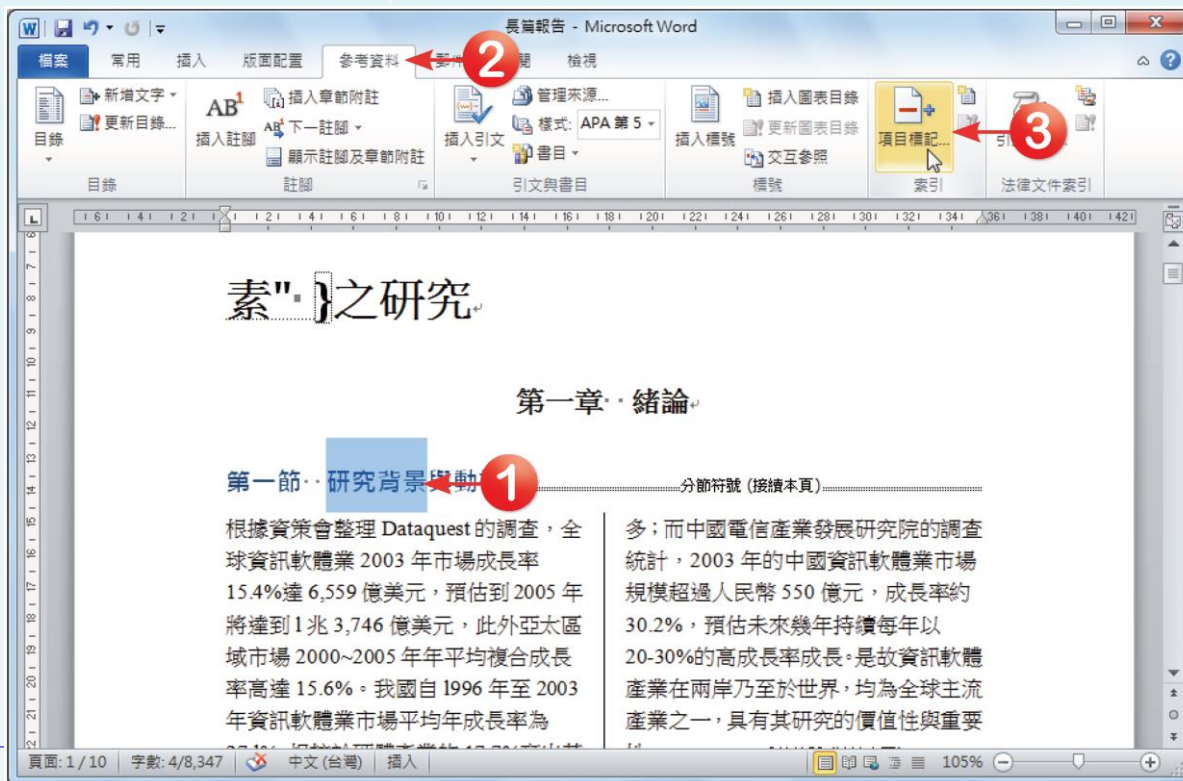 長篇報告 - Microsoft Word
檔案 常用 插入 版面配置 參考資料 2 檢視
新增文字 插入章節附註 管理來源... 插入圖表目錄
更新目錄... AB¹ 下一註腳 樣式: APA 第 5 更新圖表目錄 3
目錄 插入註腳 顯示註腳及章節附註 插入引文 書目 插入標號 交互參照 項目標記...
目錄 註腳 引文與書目 標號 索引 法律文件索引
素" }之研究
第一章 緒論
第一節 研究背景與動 1 分節符號 (接續本頁)
根據資策會整理 Dataquest 的調查，全
球資訊軟體業 2003 年市場成長率
15.4%達 6,559 億美元，預估到 2005 年
將達到 1 兆 3,746 億美元，此外亞太區
域市場 2000~2005 年年平均複合成長
率高達 15.6%。我國自 1996 年至 2003
年資訊軟體業市場平均年成長率為
多；而中國電信產業發展研究院的調查
統計，2003 年的中國資訊軟體業市場
規模超過人民幣 550 億元，成長率約
30.2%，預估未來幾年持續每年以
20-30%的高成長率成長。是故資訊軟體
產業在兩岸乃至於世界，均為全球主流
產業之一，具有其研究的價值性與重要
頁面: 1 / 10 字數: 4/8,347 中文 (台灣) 插入 105%